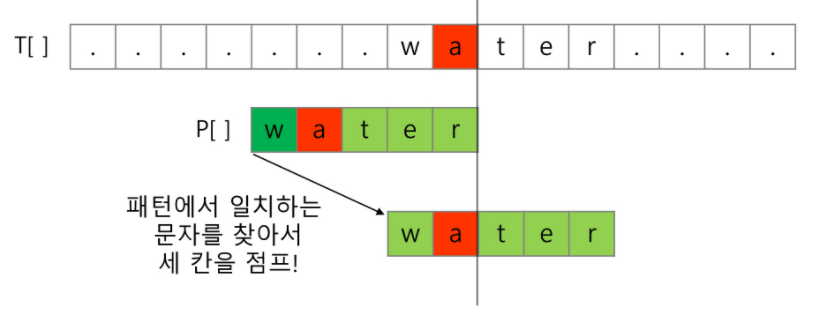 T[ ] . . . . . . . w a t e r . . . .
P[ ] w a t e r
패턴에서 일치하는
문자를 찾아서
세 칸을 점프!
w a t e r